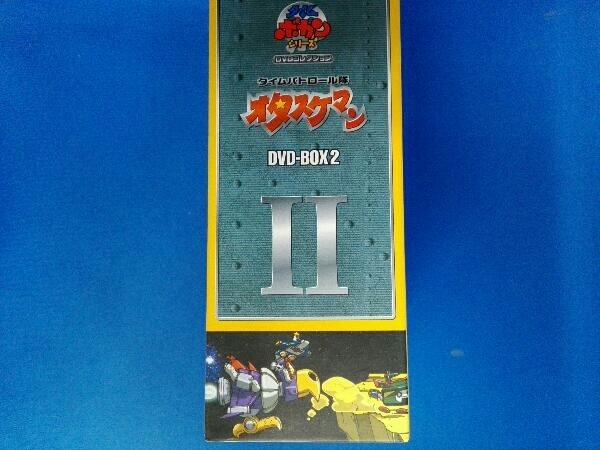 タイム
ボカン
シリーズ
DVDコレクション
タイムパトロール隊
オタスケマン
DVD-BOX 2
II